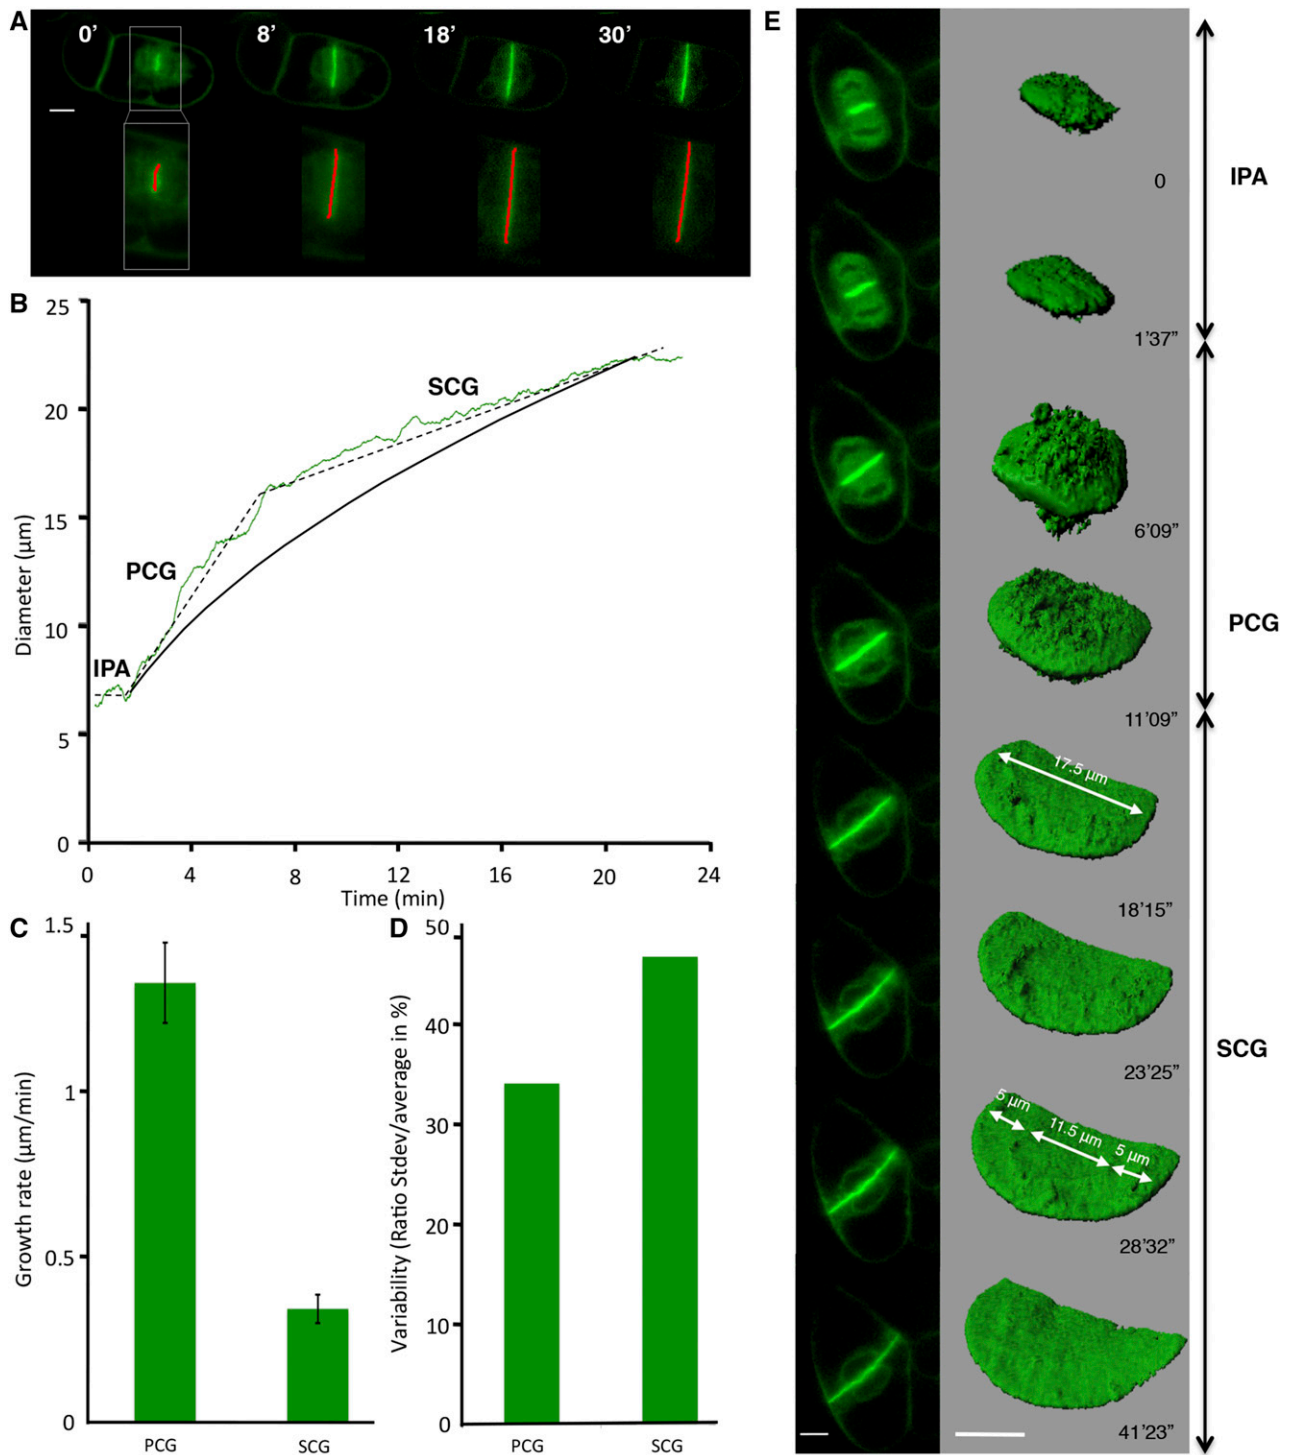 A
0’ 8’ 18’ 30’
B
25
20
15
10
5
0
Diameter (µm)
IPA
PCG
SCG
0 4 8 12 16 20 24
Time (min)
C
1.5
1
0.5
0
Growth rate (µm/min)
PCG SCG
D
50
40
30
20
10
0
Variability (Ratio Stdev/average in %)
PCG SCG
E
0
1’37”
6’09”
11’09”
17.5 µm
18’15”
23’25”
5 µm
11.5 µm
5 µm
28’32”
41’23”
IPA
PCG
SCG